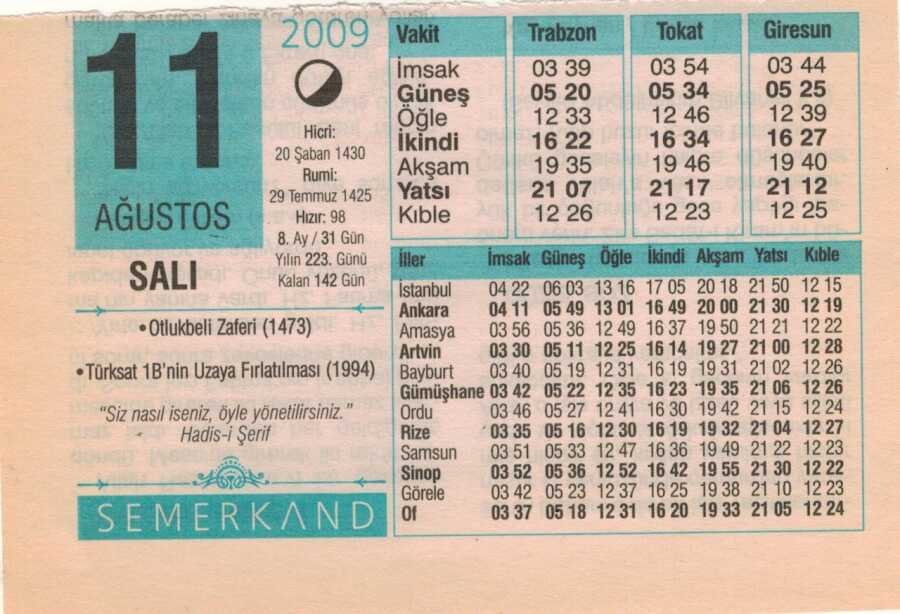 11
AĞUSTOS
SALI
2009
Hicri:
20 Şaban 1430
Rumi:
29 Temmuz 1425
Hızır: 98
8. Ay / 31 Gün
Yılın 223. Günü
Kalan 142 Gün
•Otlukbeli Zaferi (1473)
•Türksat 1B'nin Uzaya Fırlatılması (1994)
"Siz nasıl iseniz, öyle yönetilirsiniz."
Hadis-i Şerif
SEMERKAND
Vakit Trabzon Tokat Giresun
İmsak 03 39 03 54 03 44
Güneş 05 20 05 34 05 25
Öğle 12 33 12 46 12 39
İkindi 16 22 16 34 16 27
Akşam 19 35 19 46 19 40
Yatsı 21 07 21 17 21 12
Kıble 12 26 12 23 12 25
İller İmsak Güneş Öğle İkindi Akşam Yatsı Kıble
İstanbul 04 22 06 03 13 16 17 05 20 18 21 50 12 15
Ankara 04 11 05 49 13 01 16 49 20 00 21 30 12 19
Amasya 03 56 05 36 12 49 16 37 19 50 21 21 12 22
Artvin 03 30 05 11 12 25 16 14 19 27 21 00 12 28
Bayburt 03 40 05 19 12 31 16 19 19 31 21 02 12 26
Gümüşhane 03 42 05 22 12 35 16 23 19 35 21 06 12 26
Ordu 03 46 05 27 12 41 16 30 19 42 21 15 12 24
Rize 03 35 05 16 12 30 16 19 19 32 21 04 12 27
Samsun 03 51 05 33 12 47 16 36 19 49 21 22 12 23
Sinop 03 52 05 36 12 52 16 42 19 55 21 30 12 22
Görele 03 42 05 23 12 37 16 25 19 38 21 10 12 23
Of 03 37 05 18 12 31 16 20 19 33 21 05 12 24